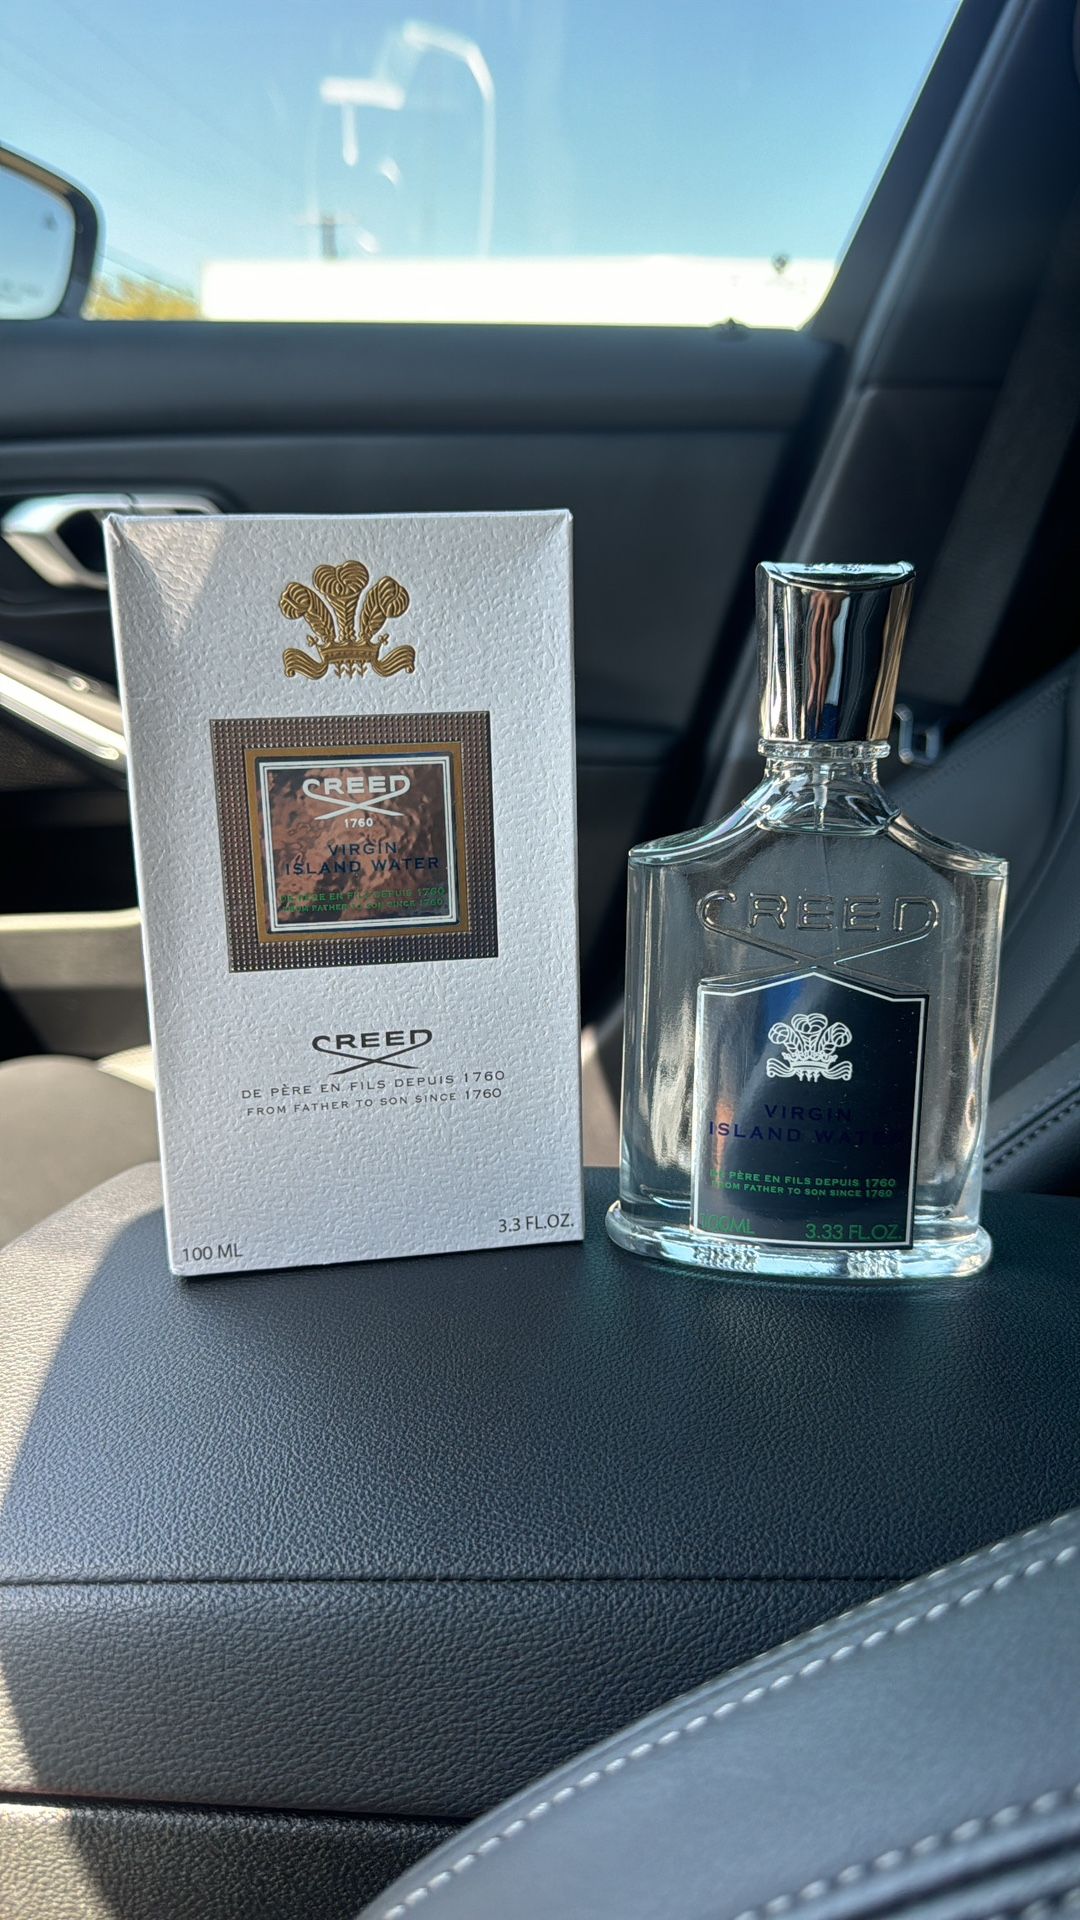 CREED
1760
VIRGIN
ISLAND WATER
DE PÈRE EN FILS DEPUIS 1760
FROM FATHER TO SON SINCE 1760
CREED
DE PÈRE EN FILS DEPUIS 1760
FROM FATHER TO SON SINCE 1760
100 ML
3.3 FL.OZ.
CREED
VIRGIN
ISLAND WATER
DE PÈRE EN FILS DEPUIS 1760
FROM FATHER TO SON SINCE 1760
100ML
3.33 FL.OZ.